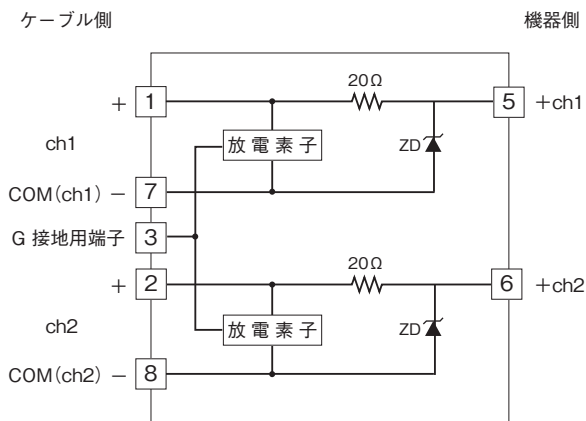 ケーブル側
機器側
+ 1
20Ω
5 +ch1
ch1
放電素子
ZD
COM(ch1) − 7
G 接地用端子 3
+ 2
20Ω
6 +ch2
ch2
放電素子
ZD
COM(ch2) − 8